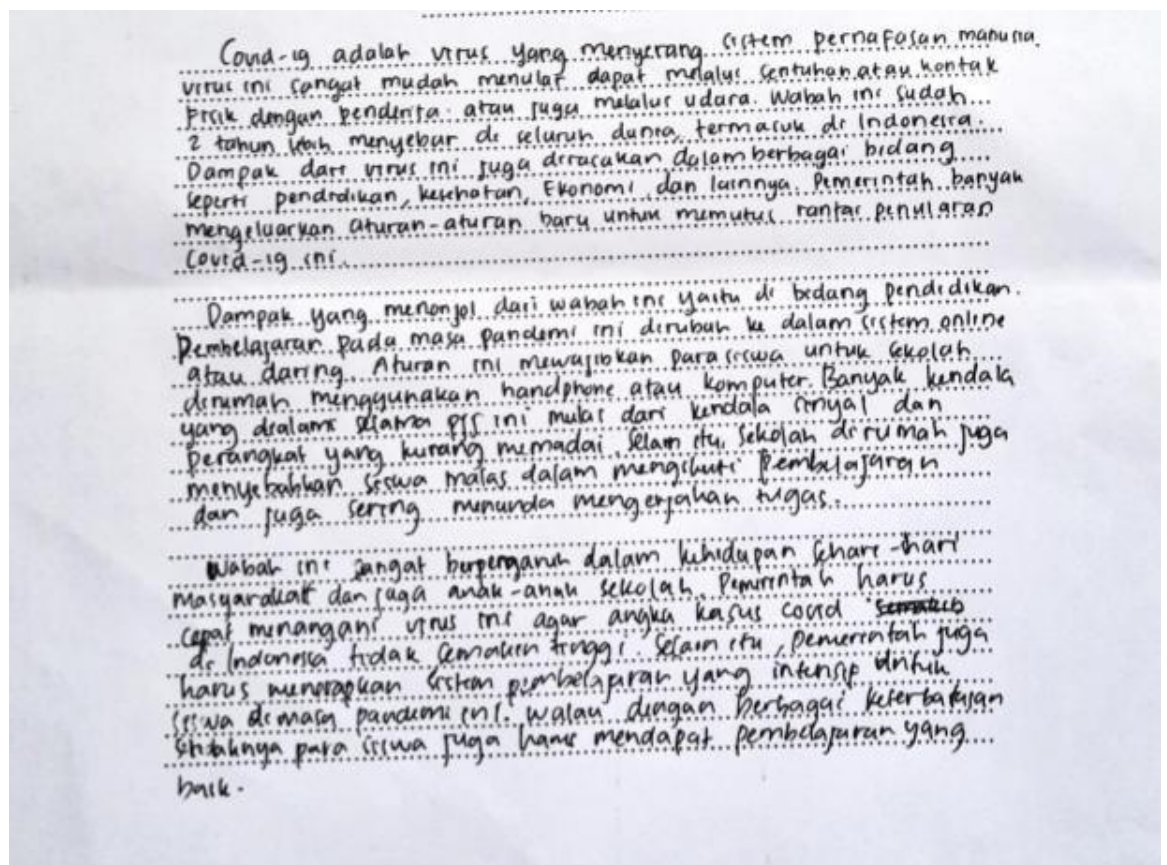 Covid-19 adalah virus yang menyerang sistem pernafasan manusia.
virus ini sangat mudah menular dapat melalui sentuhan atau kontak
fisik dengan penderita. atau juga melalui udara. Wabah ini sudah
2 tahun lebih menyebar di seluruh dunia, termasuk di Indonesia.
Dampak dari virus ini juga dirasakan dalam berbagai bidang
seperti pendidikan, kesehatan, Ekonomi, dan lainnya. Pemerintah banyak
mengeluarkan aturan-aturan baru untuk memutus rantai penularan
Covid-19 ini.
Dampak yang menonjol dari wabah ini yaitu di bidang pendidikan.
Pembelajaran pada masa pandemi ini dirubah ke dalam sistem online
atau daring. Aturan ini mewajibkan para siswa untuk sekolah
dirumah menggunakan handphone atau komputer. Banyak kendala
yang dialami selama PJJ ini mulai dari kendala sinyal dan
perangkat yang kurang memadai. Selain itu, sekolah dirumah juga
menyebabkan siswa malas dalam mengikuti pembelajaran
dan juga sering menunda mengerjakan tugas.
Wabah ini sangat berpengaruh dalam kehidupan sehari-hari
masyarakat dan juga anak-anak sekolah. Pemerintah harus
cepat menangani virus ini agar angka kasus covid
di Indonesia tidak semakin tinggi. Selain itu, pemerintah juga
harus menerapkan sistem pembelajaran yang intensif untuk
siswa dimasa pandemi ini. walau dengan berbagai keterbatasan
setidaknya para siswa juga harus mendapat pembelajaran yang
baik.